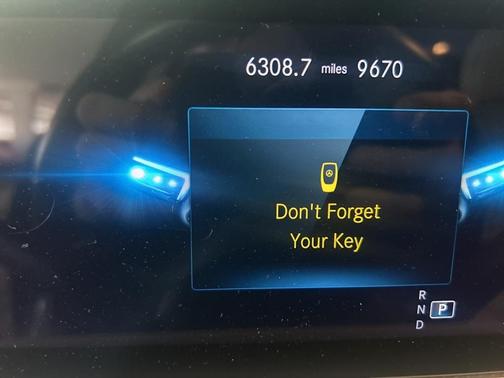 6308.7 miles 9670
Don't Forget
Your Key
R
N P
D